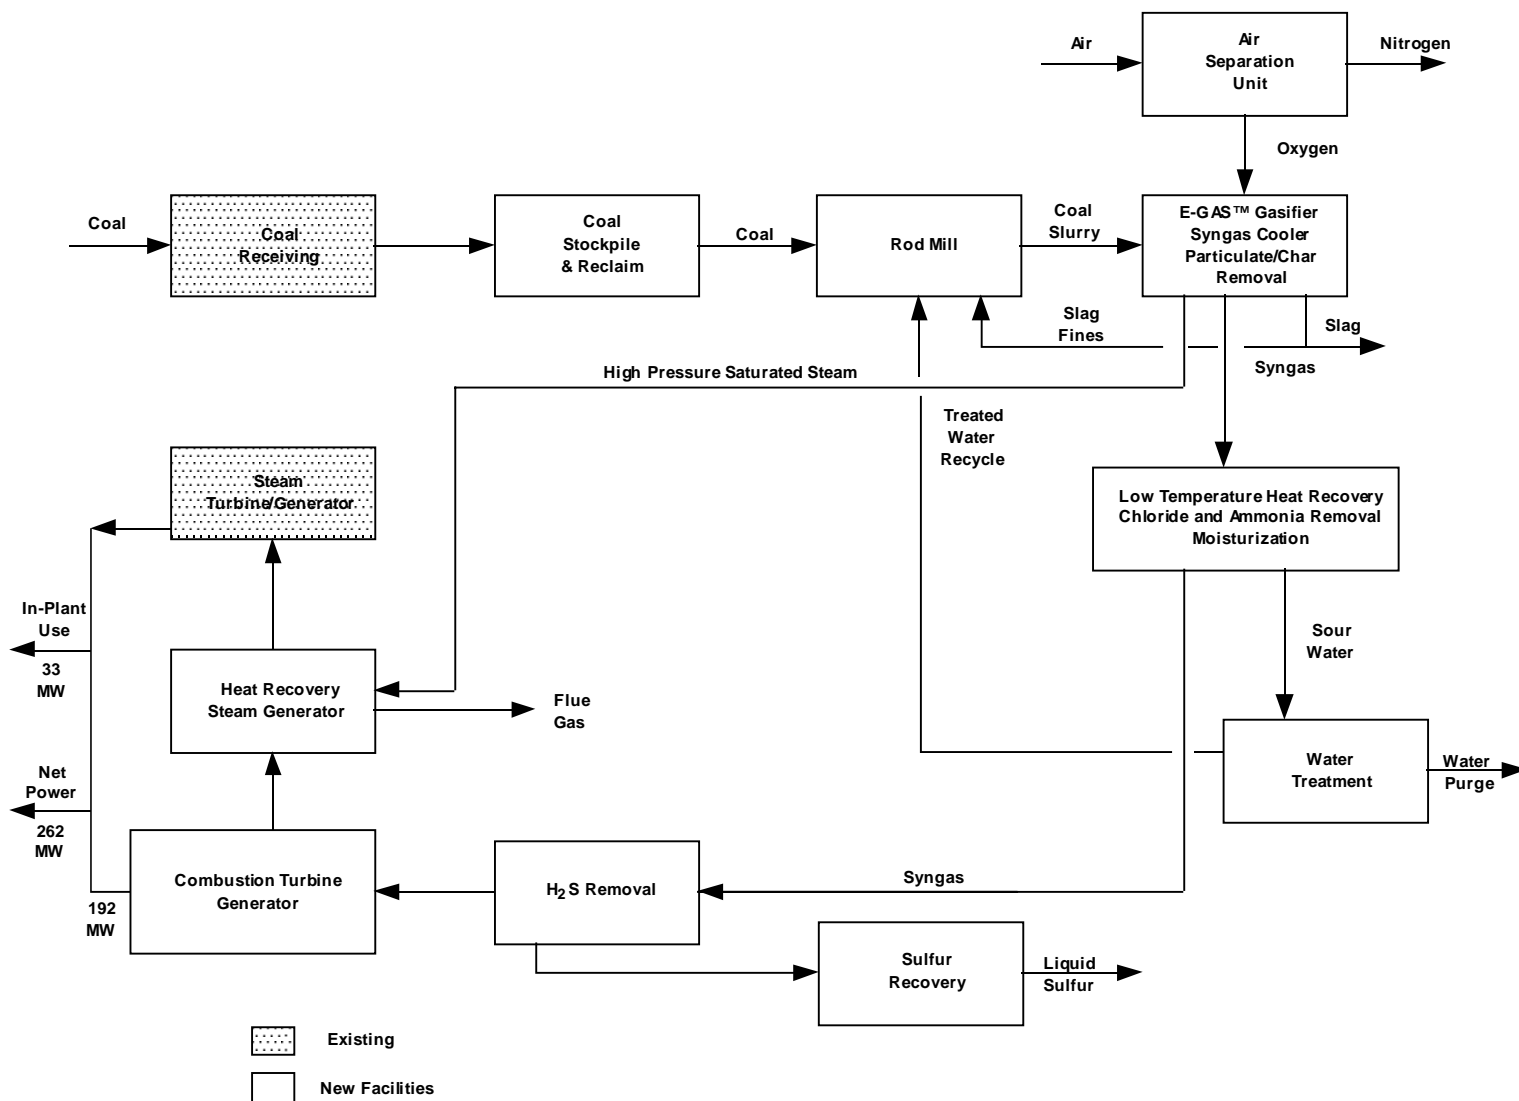 Air
Air
Separation
Unit
Nitrogen
Oxygen
Coal
Coal
Receiving
Coal
Stockpile
& Reclaim
Coal
Rod Mill
Coal
Slurry
E-GAS™ Gasifier
Syngas Cooler
Particulate/Char
Removal
Slag
Fines
Slag
Syngas
High Pressure Saturated Steam
Treated
Water
Recycle
Steam
Turbine/Generator
Low Temperature Heat Recovery
Chloride and Ammonia Removal
Moisturization
In-Plant
Use
33
MW
Sour
Water
Heat Recovery
Steam Generator
Flue
Gas
Net
Power
262
MW
Water
Treatment
Water
Purge
Combustion Turbine
Generator
192
MW
H2S Removal
Syngas
Sulfur
Recovery
Liquid
Sulfur
Existing
New Facilities